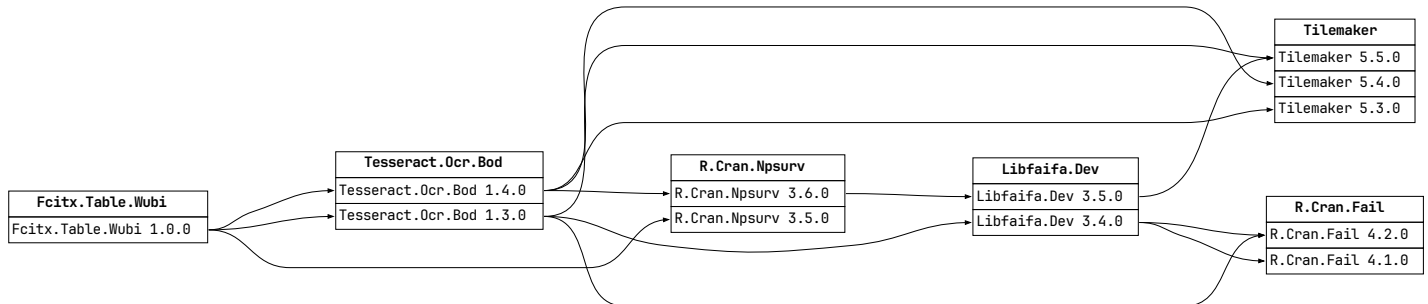 Fcitx.Table.Wubi
Fcitx.Table.Wubi 1.0.0
Tesseract.Ocr.Bod
Tesseract.Ocr.Bod 1.4.0
Tesseract.Ocr.Bod 1.3.0
R.Cran.Npsurv
R.Cran.Npsurv 3.6.0
R.Cran.Npsurv 3.5.0
Libfaifa.Dev
Libfaifa.Dev 3.5.0
Libfaifa.Dev 3.4.0
Tilemaker
Tilemaker 5.5.0
Tilemaker 5.4.0
Tilemaker 5.3.0
R.Cran.Fail
R.Cran.Fail 4.2.0
R.Cran.Fail 4.1.0